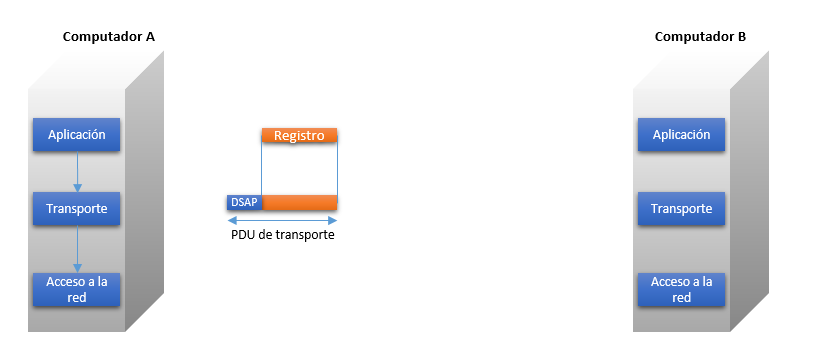 Computador A
Computador B
Aplicación
Registro
Aplicación
Transporte
DSAP
Transporte
PDU de transporte
Acceso a la
red
Acceso a la
red